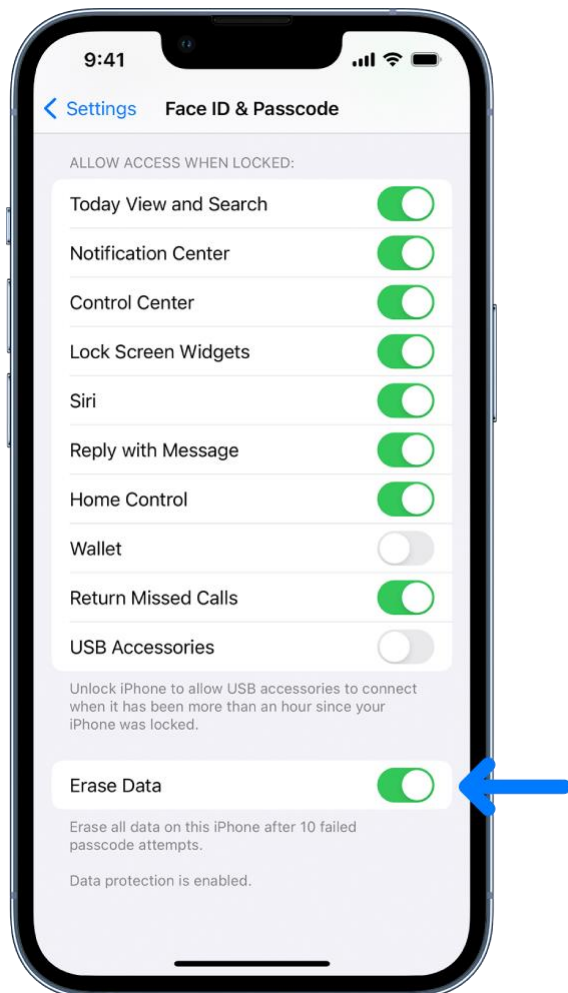 9:41
Settings Face ID & Passcode
ALLOW ACCESS WHEN LOCKED:
Today View and Search
Notification Center
Control Center
Lock Screen Widgets
Siri
Reply with Message
Home Control
Wallet
Return Missed Calls
USB Accessories
Unlock iPhone to allow USB accessories to connect
when it has been more than an hour since your
iPhone was locked.
Erase Data
Erase all data on this iPhone after 10 failed
passcode attempts.
Data protection is enabled.